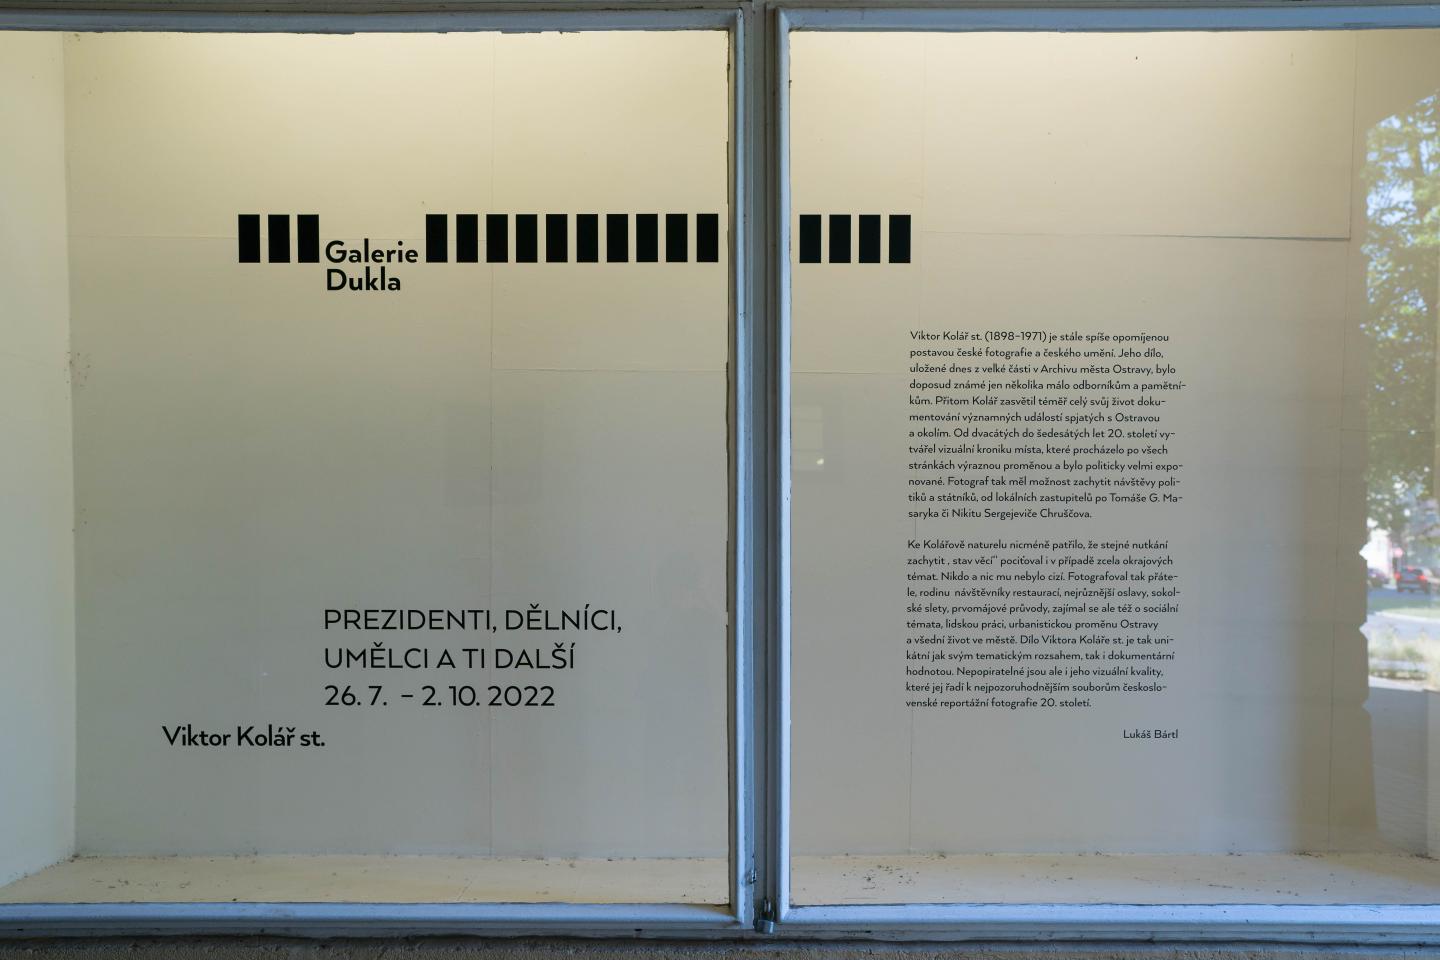 Galerie
Dukla
PREZIDENTI, DĚLNÍCI,
UMĚLCI A TI DALŠÍ
26. 7. – 2. 10. 2022
Viktor Kolář st.
Viktor Kolář st. (1898–1971) je stále spíše opomíjenou
postavou české fotografie a českého umění. Jeho dílo,
uložené dnes z velké části v Archivu města Ostravy, bylo
doposud známé jen několika málo odborníkům a pamětní-
kům. Přitom Kolář zasvětil téměř celý svůj život doku-
mentování významných událostí spjatých s Ostravou
a okolím. Od dvacátých do šedesátých let 20. století vy-
tvářel vizuální kroniku místa, které procházelo po všech
stránkách výraznou proměnou a bylo politicky velmi expo-
nované. Fotograf tak měl možnost zachytit návštěvy poli-
tiků a státníků, od lokálních zastupitelů po Tomáše G. Ma-
saryka či Nikitu Sergejeviče Chruščova.
Ke Kolářově naturelu nicméně patřilo, že stejné nutkání
zachytit ‚ stav věcí“ pociťoval i v případě zcela okrajových
témat. Nikdo a nic mu nebylo cizí. Fotografoval tak přáte-
le, rodinu návštěvníky restaurací, nejrůznější oslavy, sokol-
ské slety, prvomájové průvody, zajímal se ale též o sociální
témata, lidskou práci, urbanistickou proměnu Ostravy
a všední život ve městě. Dílo Viktora Koláře st. je tak uni-
kátní jak svým tematickým rozsahem, tak i dokumentární
hodnotou. Nepopiratelné jsou ale i jeho vizuální kvality,
které jej řadí k nejpozoruhodnějším souborům českoslo-
venské reportážní fotografie 20. století.
Lukáš Bártl